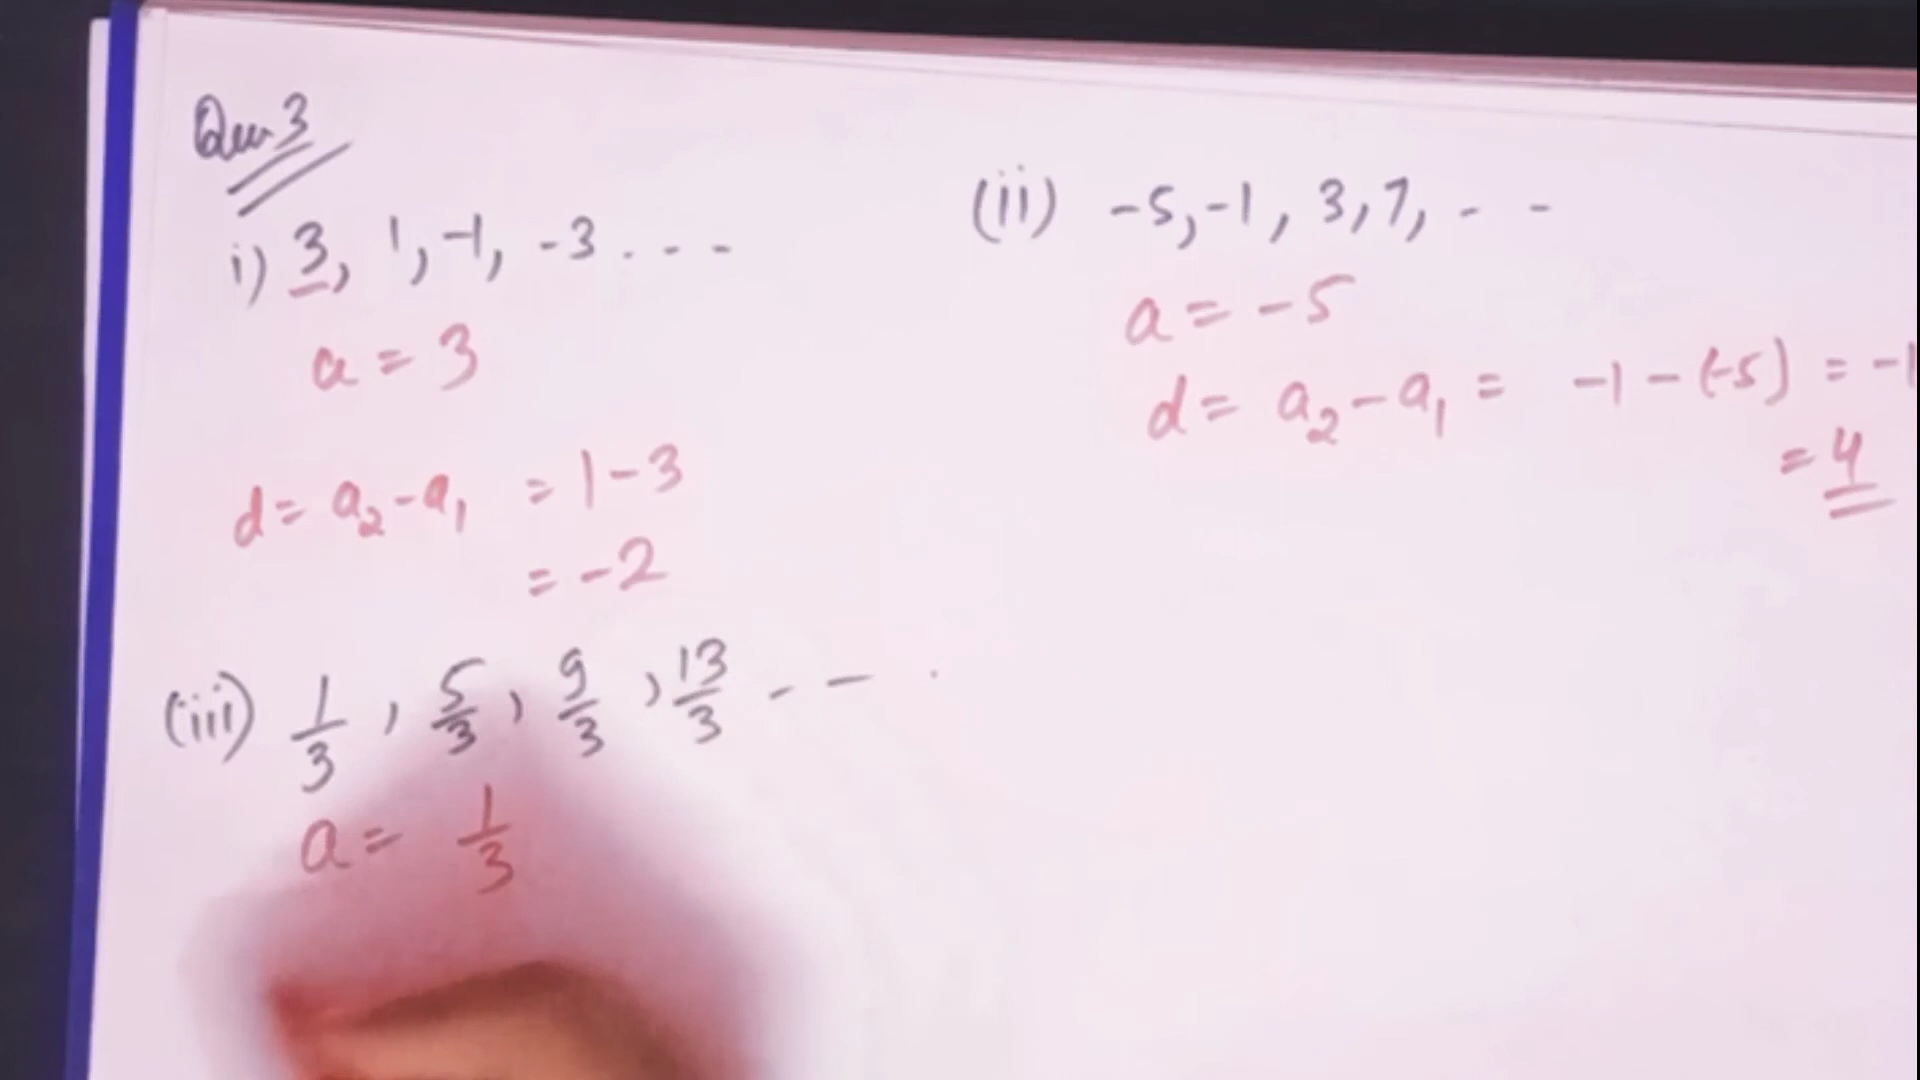 Que 3
i) 3, 1, -1, -3 . - - -
a = 3
d = a₂ - a₁ = 1 - 3
= -2
(ii) -5, -1, 3, 7, - -
a = -5
d = a₂ - a₁ = -1 - (-5) = -1
= 4
(iii) 1/3, 5/3, 9/3, 13/3 - - .
a = 1/3